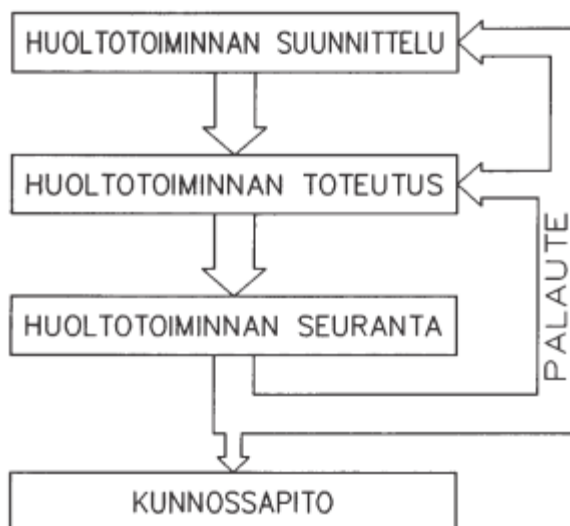 HUOLTOTOIMINNAN SUUNNITTELU
HUOLTOTOIMINNAN TOTEUTUS
PALAUTE
HUOLTOTOIMINNAN SEURANTA
KUNNOSSAPITO